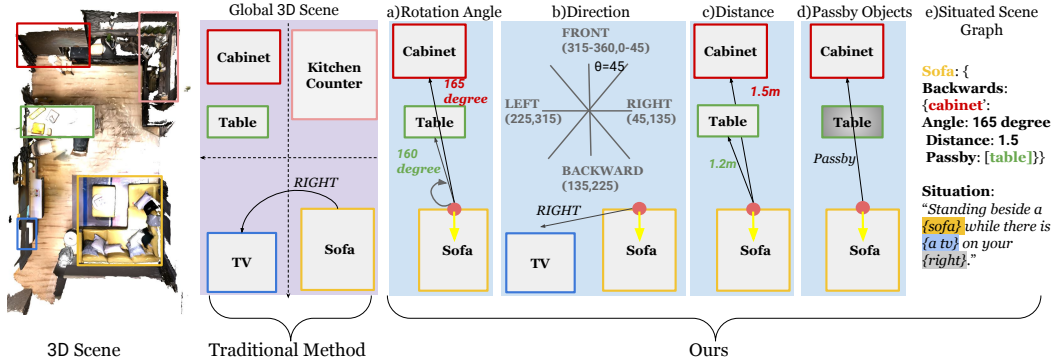 Global 3D Scene
Cabinet
Kitchen
Counter
Table
RIGHT
TV
Sofa
a)Rotation Angle
Cabinet
165
degree
Table
160
degree
Sofa
b)Direction
FRONT
(315-360,0-45)
θ=45
LEFT
(225,315)
RIGHT
(45,135)
BACKWARD
(135,225)
RIGHT
TV
Sofa
c)Distance
Cabinet
1.5m
Table
1.2m
Sofa
d)Passby Objects
Cabinet
Table
Passby
Sofa
e)Situated Scene
Graph
Sofa: {
Backwards:
{cabinet':
Angle: 165 degree
Distance: 1.5
Passby: [table]}}
Situation:
“Standing beside a
{sofa} while there is
{a tv} on your
{right}.”
3D Scene
Traditional Method
Ours